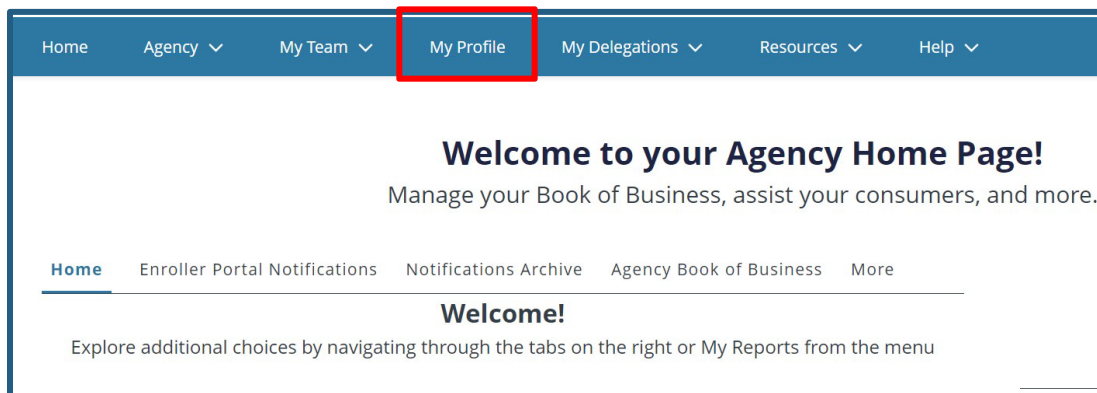 Home Agency My Team My Profile My Delegations Resources Help
Welcome to your Agency Home Page!
Manage your Book of Business, assist your consumers, and more.
Home Enroller Portal Notifications Notifications Archive Agency Book of Business More
Welcome!
Explore additional choices by navigating through the tabs on the right or My Reports from the menu